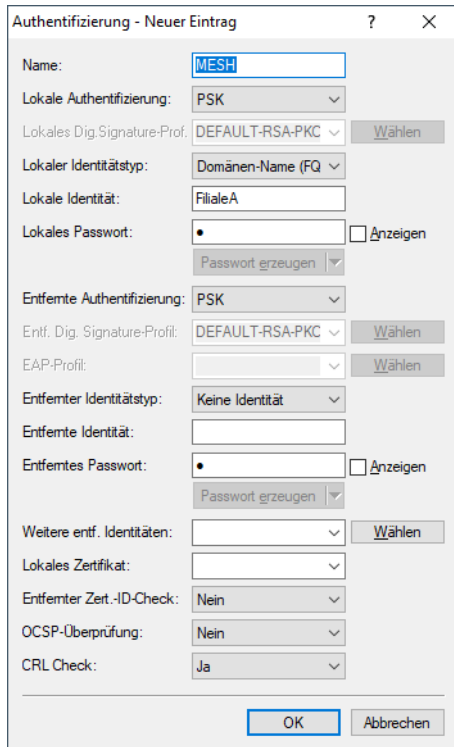 Authentifizierung - Neuer Eintrag ? ×
Name: MESH
Lokale Authentifizierung: PSK
Lokales Dig.Signature-Prof. DEFAULT-RSA-PKC Wählen
Lokaler Identitätstyp: Domänen-Name (FQ
Lokale Identität: FilialeA
Lokales Passwort: ● Anzeigen
Passwort erzeugen
Entfernte Authentifizierung: PSK
Entf. Dig. Signature-Profil: DEFAULT-RSA-PKC Wählen
EAP-Profil: Wählen
Entfernter Identitätstyp: Keine Identität
Entfernte Identität:
Entferntes Passwort: ● Anzeigen
Passwort erzeugen
Weitere entf. Identitäten: Wählen
Lokales Zertifikat:
Entfernter Zert.-ID-Check: Nein
OCSP-Überprüfung: Nein
CRL Check: Ja
OK Abbrechen